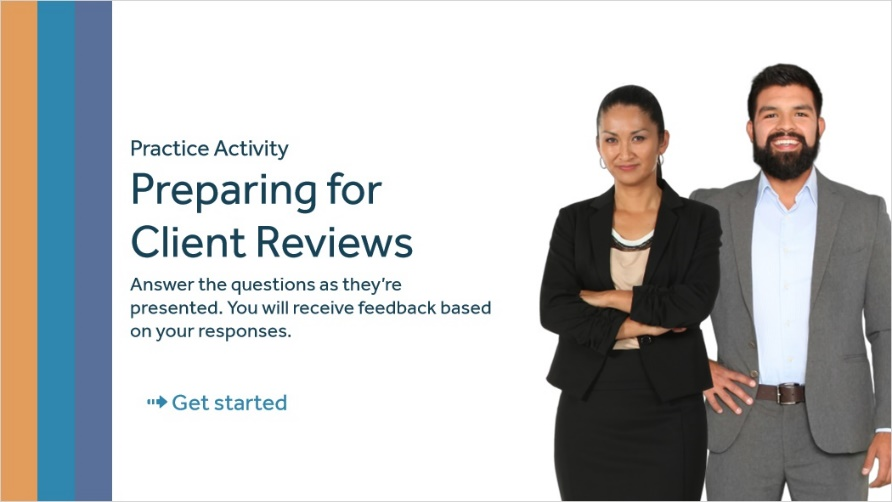 Practice Activity
Preparing for
Client Reviews
Answer the questions as they’re
presented. You will receive feedback based
on your responses.
Get started